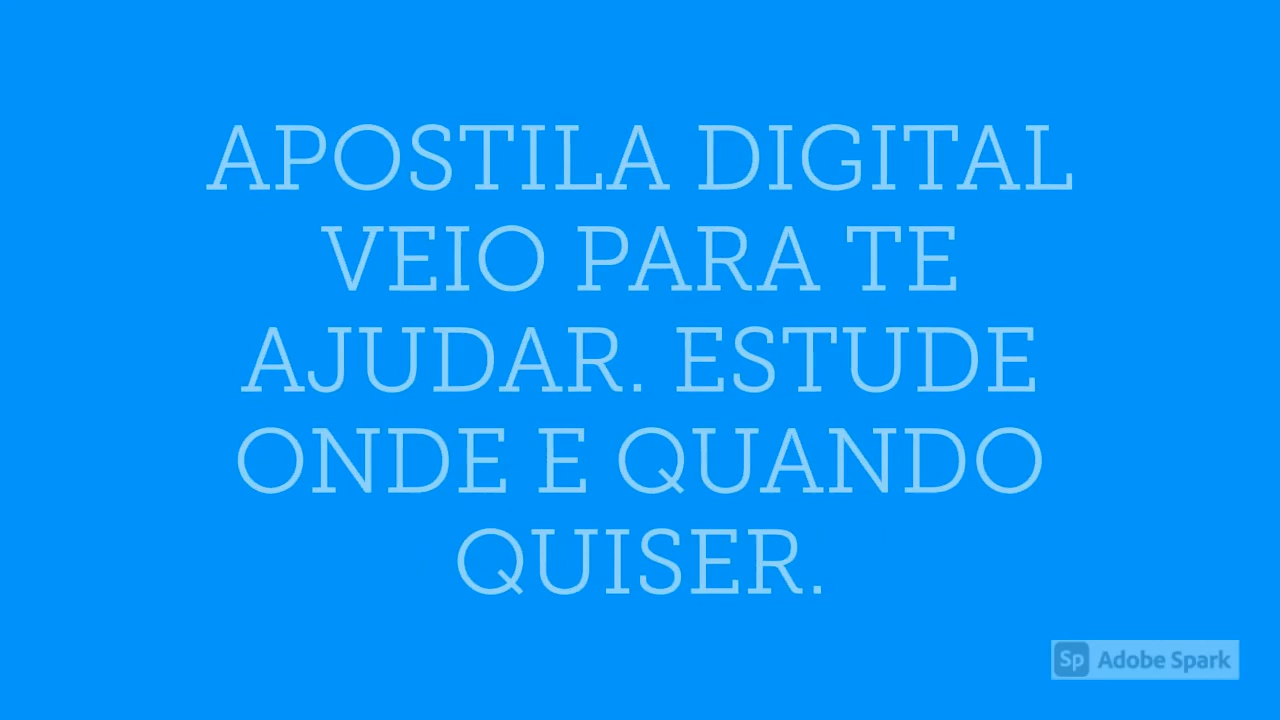 APOSTILA DIGITAL
VEIO PARA TE
AJUDAR. ESTUDE
ONDE E QUANDO
QUISER.
Sp Adobe Spark